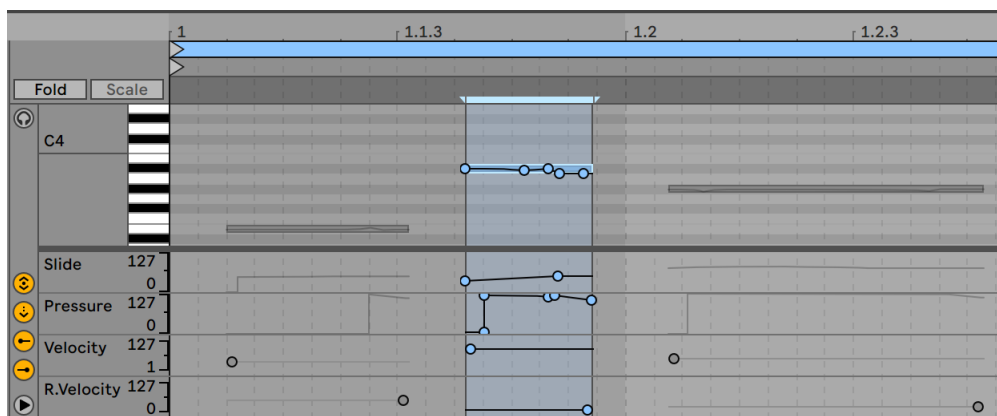 1 1.1.3 1.2 1.2.3
Fold Scale
C4
Slide 127
0
Pressure 127
0
Velocity 127
1
R.Velocity 127
0